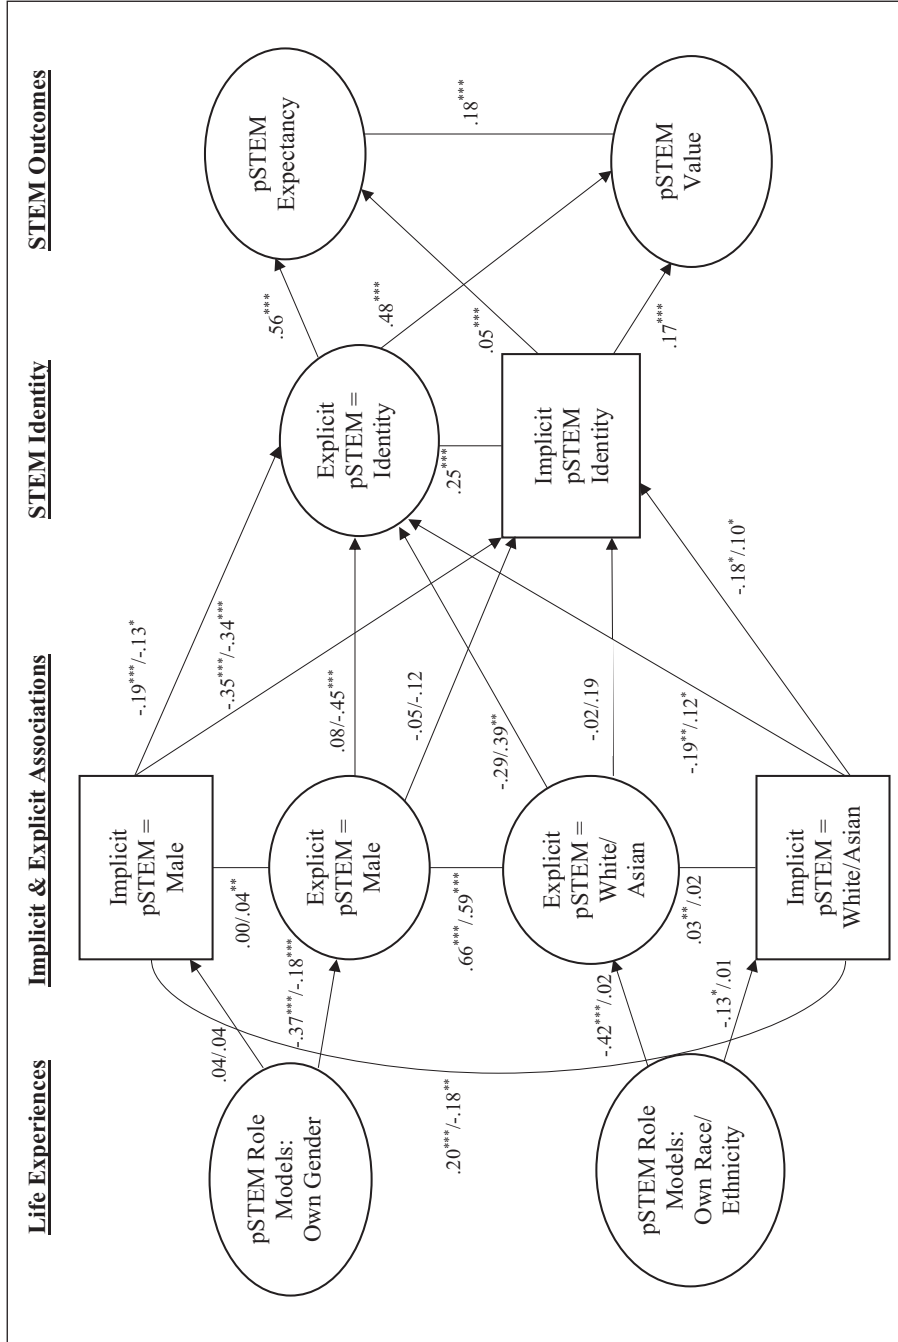 Life Experiences
Implicit & Explicit Associations
STEM Identity
STEM Outcomes
pSTEM Role
Models:
Own Gender
pSTEM Role
Models:
Own Race/
Ethnicity
.04/.04
-.37***/-.18***
.20***/-.18**
-.42***/.02
-.13*/.01
Implicit
pSTEM =
Male
.00/.04**
Explicit
pSTEM =
Male
.66***/.59***
Explicit
pSTEM =
White/
Asian
.03**/.02
Implicit
pSTEM =
White/Asian
-.19***/-.13*
-.35***/-.34***
.08/-.45***
-.05/-.12
-.29/.39**
-.02/.19
-.19**/.12*
-.18*/.10*
Explicit
pSTEM =
Identity
.25***
Implicit
pSTEM
Identity
.56***
.48***
.05***
.17***
pSTEM
Expectancy
.18***
pSTEM
Value